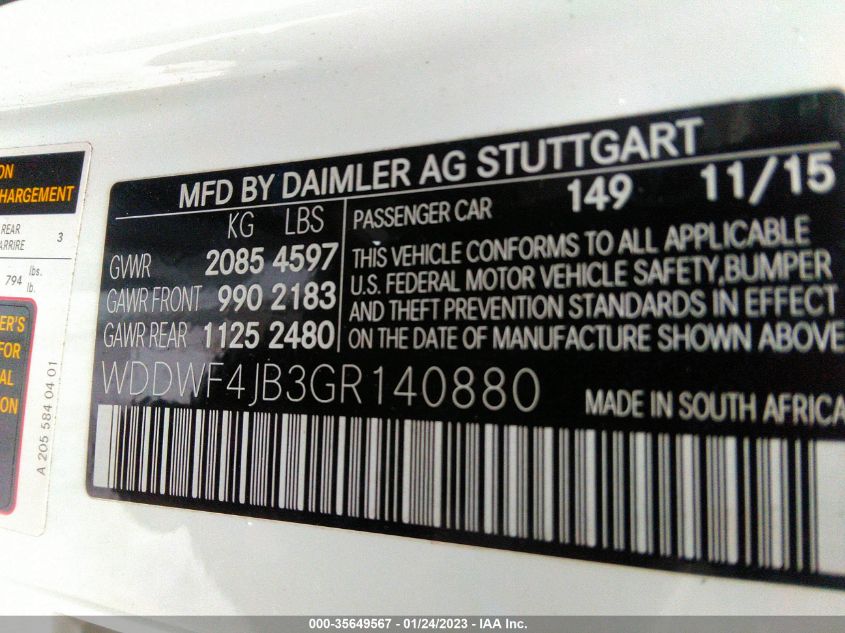 ON
HARGEMENT
REAR
ARRIRE 3
794 lbs.
lb.
ER'S
FOR
AL
ION
A 205 584 04 01
MFD BY DAIMLER AG STUTTGART
KG LBS
GVWR 2085 4597
GAWR FRONT 990 2183
GAWR REAR 1125 2480
PASSENGER CAR 149 11/15
THIS VEHICLE CONFORMS TO ALL APPLICABLE
U.S. FEDERAL MOTOR VEHICLE SAFETY,BUMPER
AND THEFT PREVENTION STANDARDS IN EFFECT
ON THE DATE OF MANUFACTURE SHOWN ABOVE
WDDWF4JB3GR140880
MADE IN SOUTH AFRICA
000-35649567 - 01/24/2023 - IAA Inc.